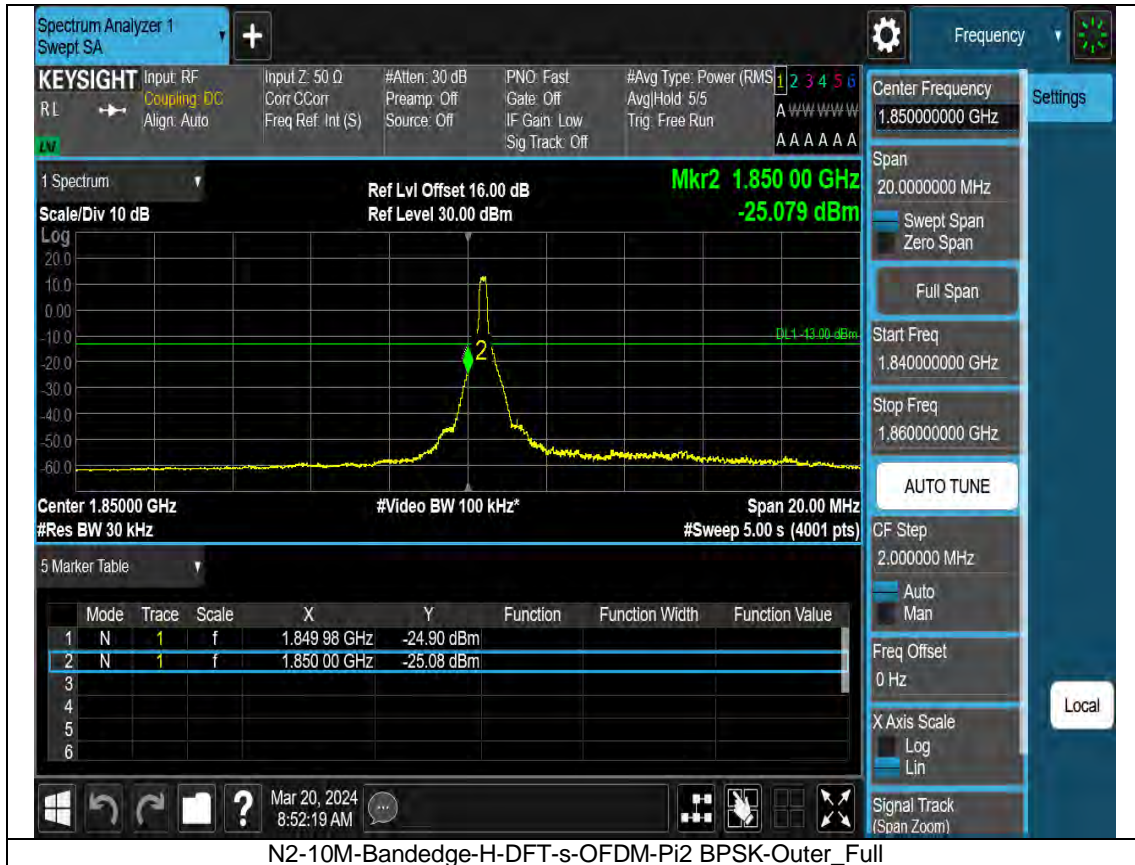 Spectrum Analyzer 1
Swept SA
+
Frequency
KEYSIGHT Input: RF Input Z: 50 Ω #Atten: 30 dB PNO: Fast #Avg Type: Power (RMS 1 2 3 4 5 6
RL Coupling: DC Corr CCorr Preamp: Off Gate: Off Avg|Hold: 5/5 A W W W W W
Align: Auto Freq Ref: Int (S) Source: Off IF Gain: Low Trig: Free Run
Sig Track: Off A A A A A A
1 Spectrum
Ref Lvl Offset 16.00 dB
Mkr2 1.850 00 GHz
Scale/Div 10 dB
Ref Level 30.00 dBm
-25.079 dBm
Log
20.0
10.0
0.00
-10.0
DL1 -13.00 dBm
2
-20.0
-30.0
-40.0
-50.0
-60.0
Center 1.85000 GHz #Video BW 100 kHz* Span 20.00 MHz
#Res BW 30 kHz #Sweep 5.00 s (4001 pts)
5 Marker Table
Mode Trace Scale X Y Function Function Width Function Value
1 N 1 f 1.849 98 GHz -24.90 dBm
2 N 1 f 1.850 00 GHz -25.08 dBm
3
4
5
6
Center Frequency
1.850000000 GHz
Settings
Span
20.0000000 MHz
Swept Span
Zero Span
Full Span
Start Freq
1.840000000 GHz
Stop Freq
1.860000000 GHz
AUTO TUNE
CF Step
2.000000 MHz
Auto
Man
Freq Offset
0 Hz
X Axis Scale
Log
Lin
Local
Signal Track
(Span Zoom)
?
Mar 20, 2024
8:52:19 AM
N2-10M-Bandedge-H-DFT-s-OFDM-Pi2 BPSK-Outer_Full